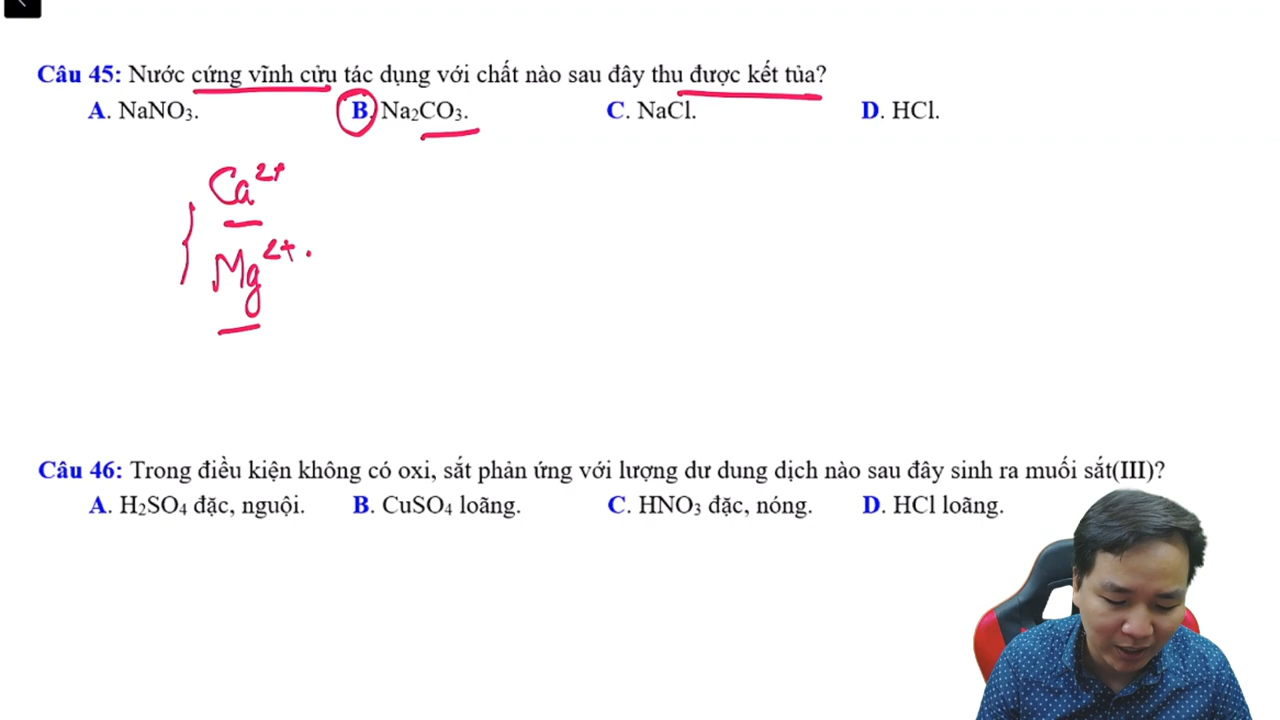 Câu 45: Nước cứng vĩnh cửu tác dụng với chất nào sau đây thu được kết tủa?
A. NaNO₃. B. Na₂CO₃. C. NaCl. D. HCl.
Ca²⁺
Mg²⁺.
Câu 46: Trong điều kiện không có oxi, sắt phản ứng với lượng dư dung dịch nào sau đây sinh ra muối sắt(III)?
A. H₂SO₄ đặc, nguội. B. CuSO₄ loãng. C. HNO₃ đặc, nóng. D. HCl loãng.